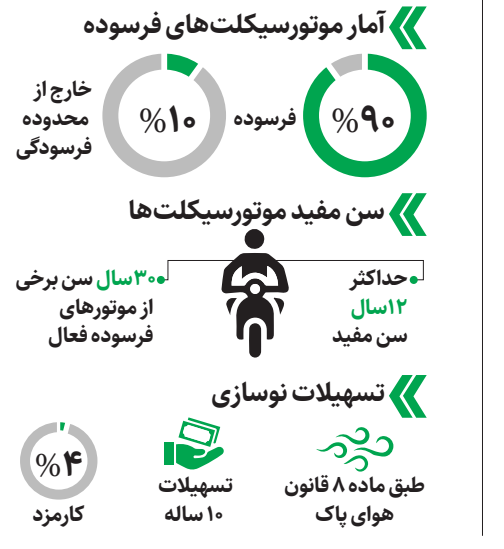 آمار موتورسیکلت‌های فرسوده
%۹۰
فرسوده
%۱۰
خارج از
محدوده
فرسودگی
سن مفید موتورسیکلت‌ها
حداکثر
۱۲سال
سن مفید
۳۰سال سن برخی
از موتورهای
فرسوده فعال
تسهیلات نوسازی
طبق ماده ۸ قانون
هوای پاک
تسهیلات
۱۰ ساله
%۴
کارمزد